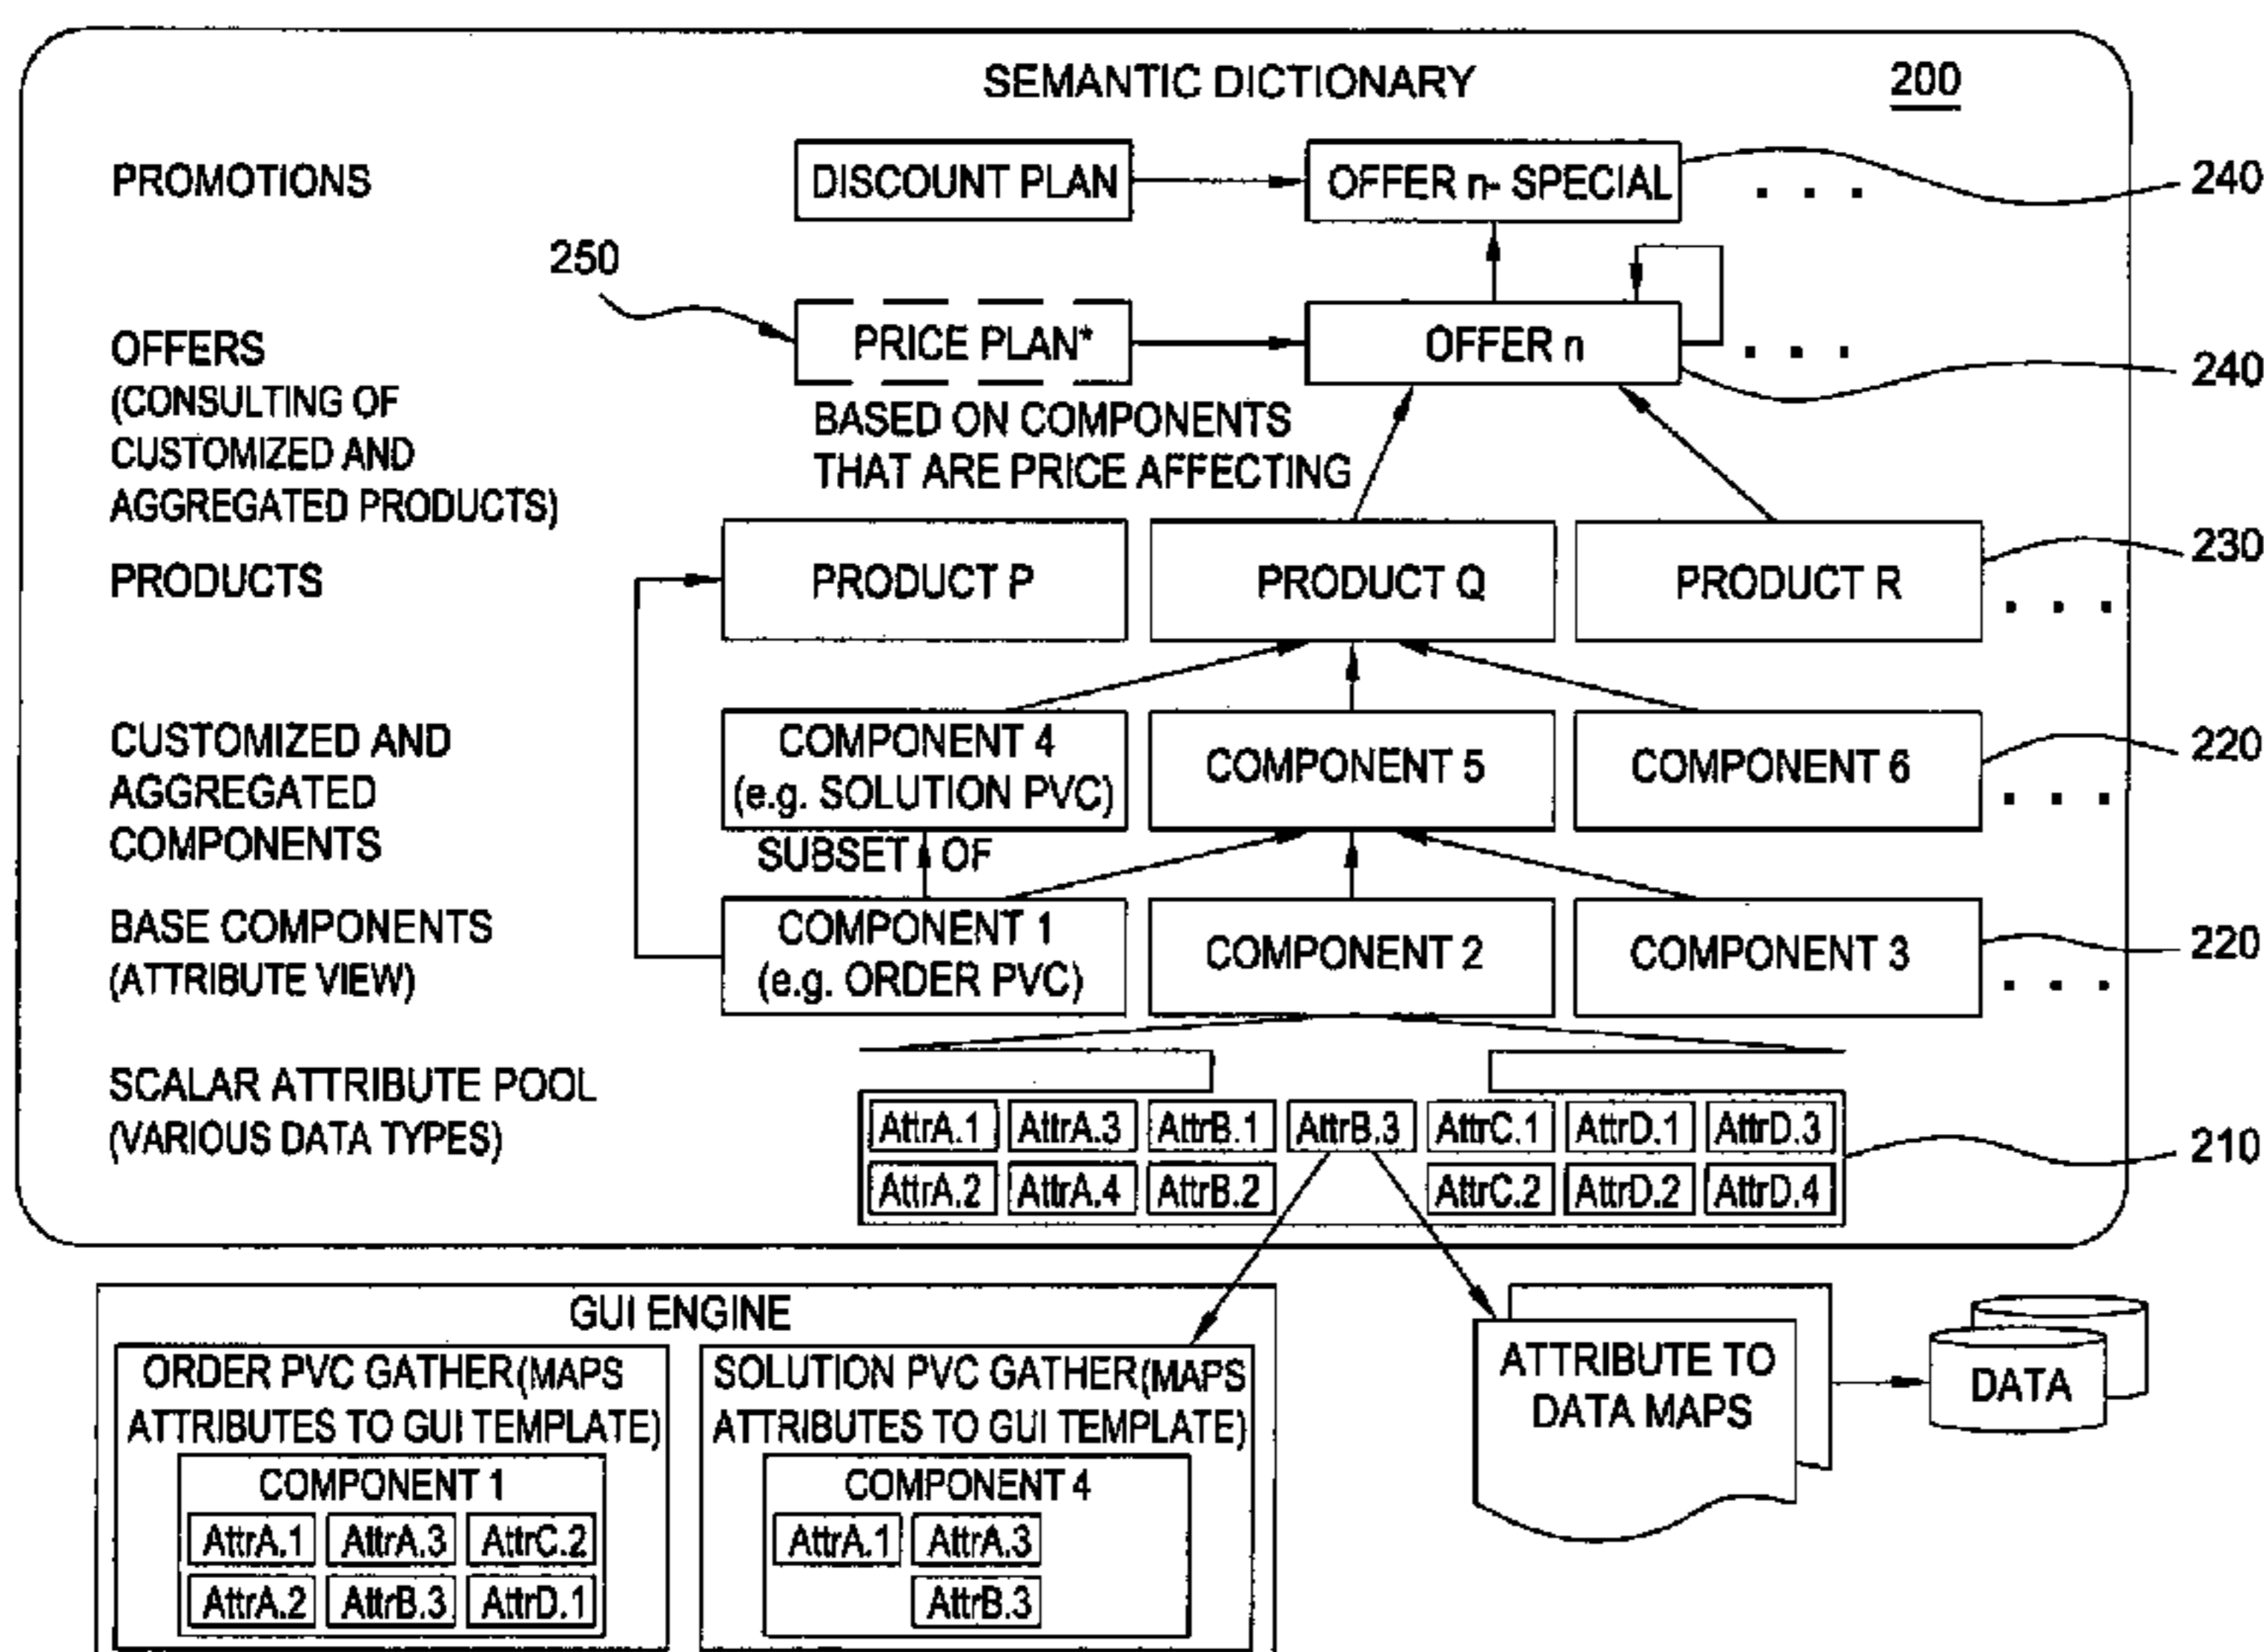 SEMANTIC DICTIONARY
200
PROMOTIONS
DISCOUNT PLAN
OFFER n- SPECIAL
. . .
240
250
OFFERS
(CONSULTING OF
CUSTOMIZED AND
AGGREGATED PRODUCTS)
PRICE PLAN*
OFFER n
. . .
240
BASED ON COMPONENTS
THAT ARE PRICE AFFECTING
PRODUCTS
PRODUCT P
PRODUCT Q
PRODUCT R
. . .
230
CUSTOMIZED AND
AGGREGATED
COMPONENTS
COMPONENT 4
(e.g. SOLUTION PVC)
COMPONENT 5
COMPONENT 6
. . .
220
SUBSET OF
BASE COMPONENTS
(ATTRIBUTE VIEW)
COMPONENT 1
(e.g. ORDER PVC)
COMPONENT 2
COMPONENT 3
. . .
220
SCALAR ATTRIBUTE POOL
(VARIOUS DATA TYPES)
AttrA.1 AttrA.3 AttrB.1 AttrB.3 AttrC.1 AttrD.1 AttrD.3
AttrA.2 AttrA.4 AttrB.2 AttrC.2 AttrD.2 AttrD.4
210
GUI ENGINE
ORDER PVC GATHER(MAPS
ATTRIBUTES TO GUI TEMPLATE)
COMPONENT 1
AttrA.1 AttrA.3 AttrC.2
AttrA.2 AttrB.3 AttrD.1
SOLUTION PVC GATHER(MAPS
ATTRIBUTES TO GUI TEMPLATE)
COMPONENT 4
AttrA.1 AttrA.3
AttrB.3
ATTRIBUTE TO
DATA MAPS
DATA